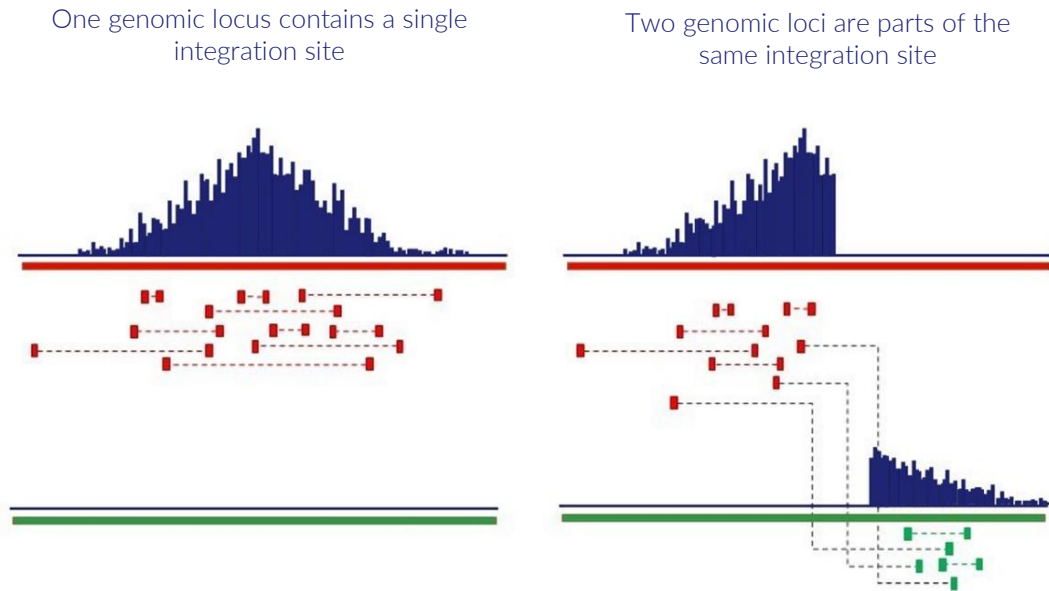 One genomic locus contains a single
integration site
Two genomic loci are parts of the
same integration site